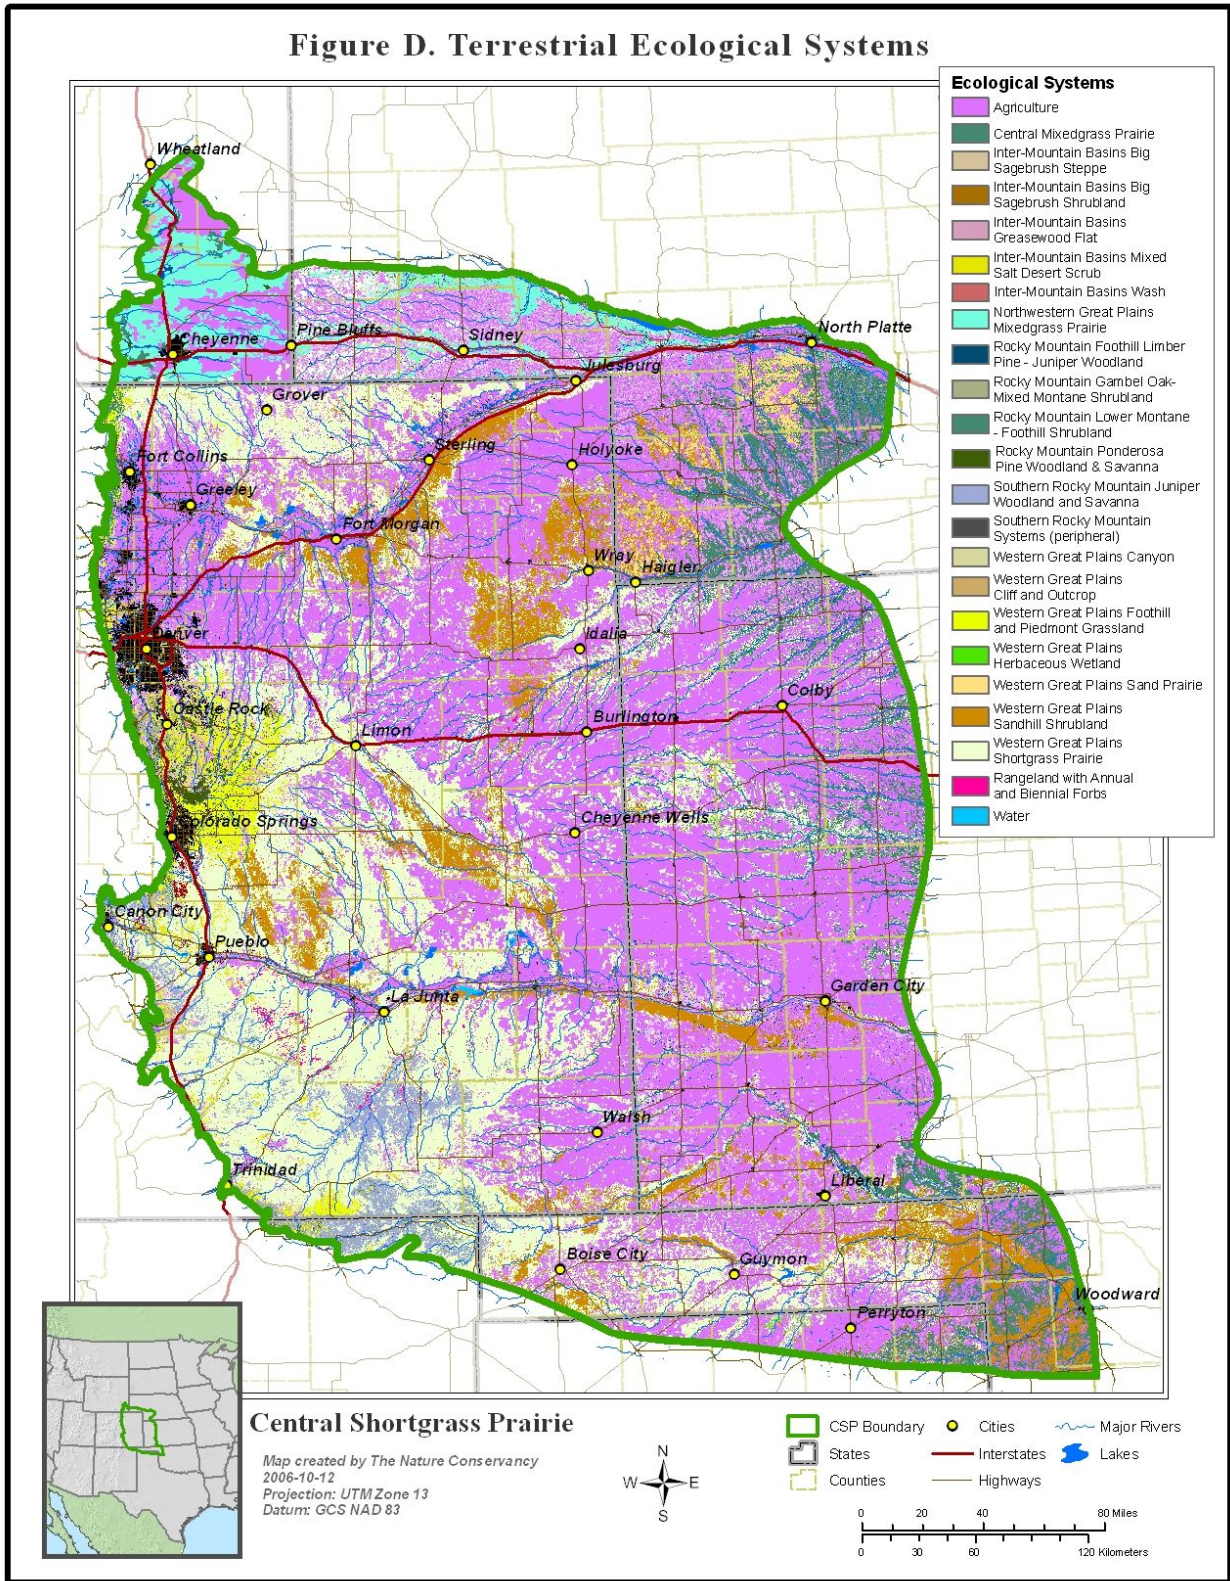 Figure D. Terrestrial Ecological Systems
Ecological Systems
Agriculture
Central Mixedgrass Prairie
Inter-Mountain Basins Big
Sagebrush Steppe
Inter-Mountain Basins Big
Sagebrush Shrubland
Inter-Mountain Basins
Greasewood Flat
Inter-Mountain Basins Mixed
Salt Desert Scrub
Inter-Mountain Basins Wash
Northwestern Great Plains
Mixedgrass Prairie
Rocky Mountain Foothill Limber
Pine - Juniper Woodland
Rocky Mountain Gambel Oak-
Mixed Montane Shrubland
Rocky Mountain Lower Montane
- Foothill Shrubland
Rocky Mountain Ponderosa
Pine Woodland & Savanna
Southern Rocky Mountain Juniper
Woodland and Savanna
Southern Rocky Mountain
Systems (peripheral)
Western Great Plains Canyon
Western Great Plains
Cliff and Outcrop
Western Great Plains Foothill
and Piedmont Grassland
Western Great Plains
Herbaceous Wetland
Western Great Plains Sand Prairie
Western Great Plains
Sandhill Shrubland
Western Great Plains
Shortgrass Prairie
Rangeland with Annual
and Biennial Forbs
Water
Wheatland
Cheyenne
Pine Bluffs
Sidney
North Platte
Julesburg
Grover
Sterling
Holyoke
Fort Collins
Greeley
Fort Morgan
Wray
Haigler
Denver
Idalia
Castle Rock
Limon
Burlington
Colby
Colorado Springs
Cheyenne Wells
Canon City
Pueblo
La Junta
Garden City
Walsh
Trinidad
Liberal
Boise City
Guymon
Woodward
Perryton
Central Shortgrass Prairie
Map created by The Nature Conservancy
2006-10-12
Projection: UTM Zone 13
Datum: GCS NAD 83
N
W
E
S
CSP Boundary
States
Counties
Cities
Interstates
Highways
Major Rivers
Lakes
0 20 40 80 Miles
0 30 60 120 Kilometers